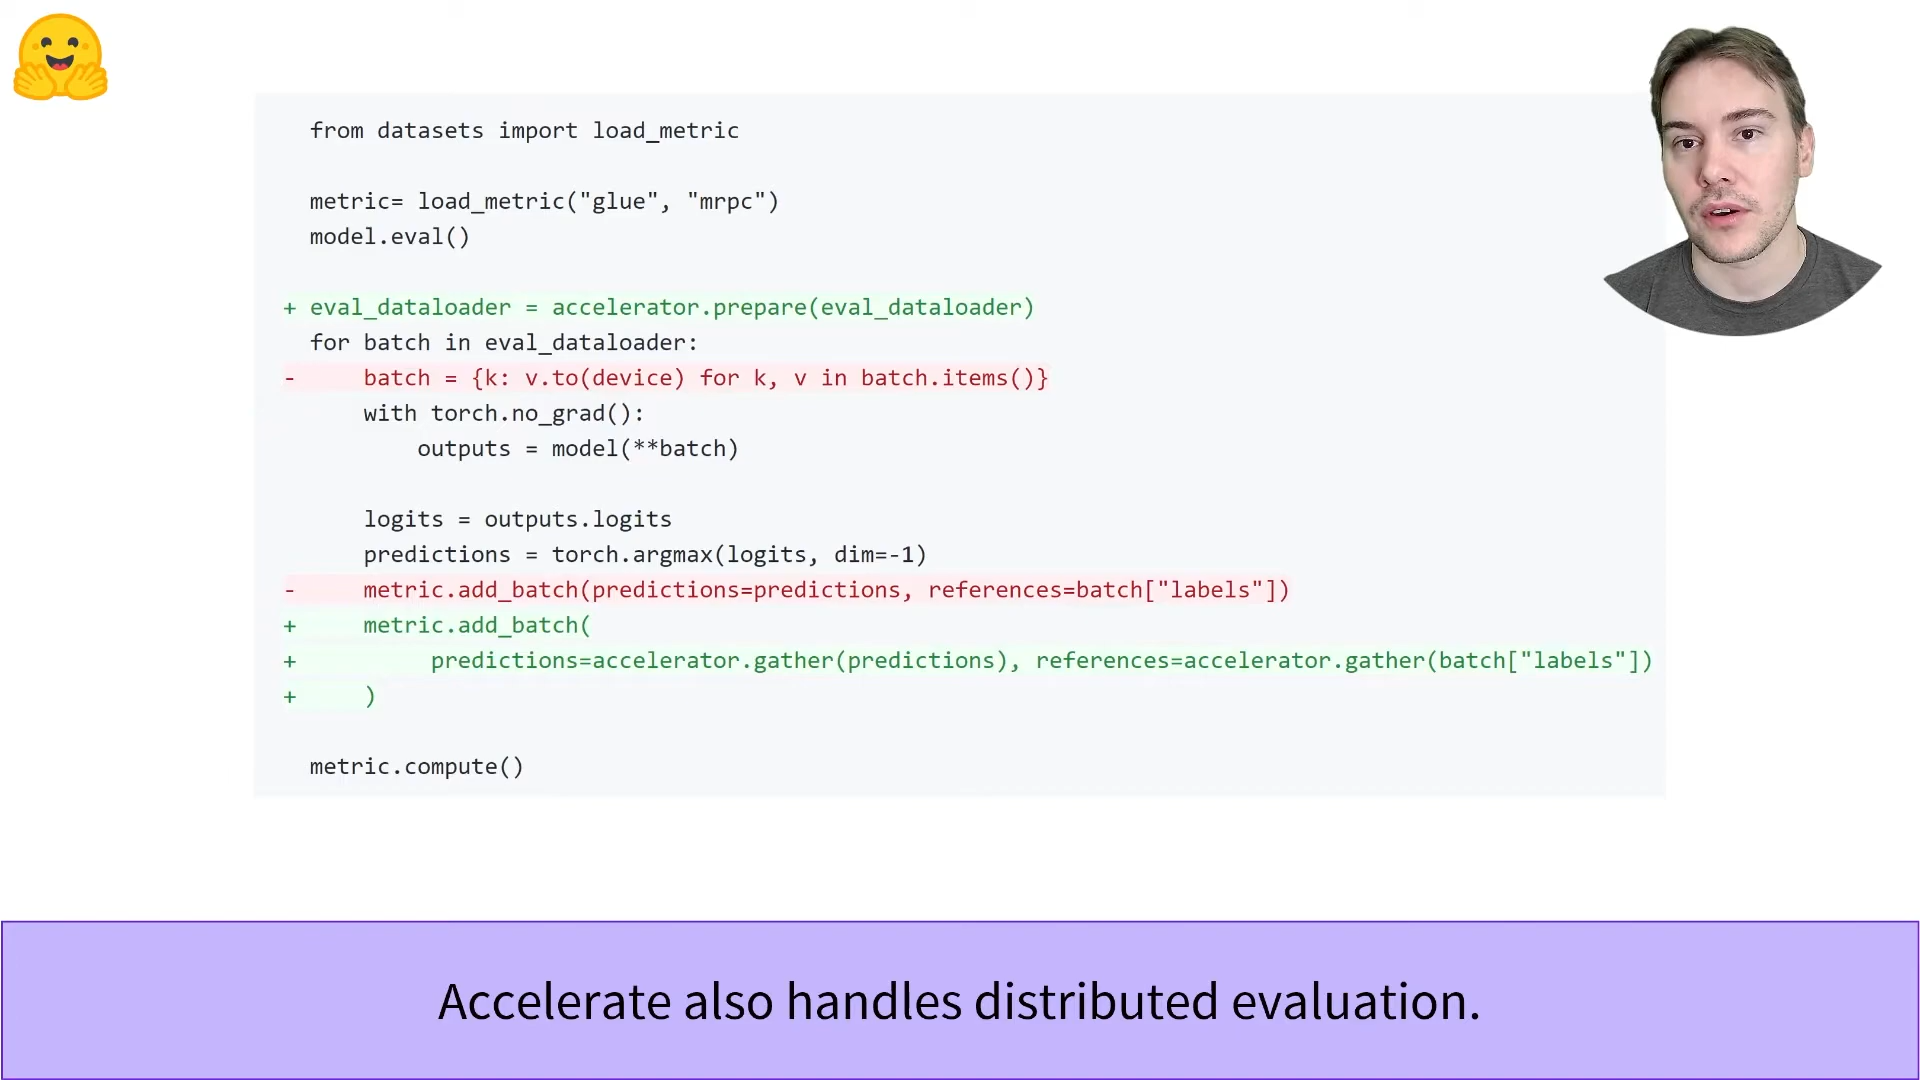 from datasets import load_metric
metric= load_metric("glue", "mrpc")
model.eval()
+ eval_dataloader = accelerator.prepare(eval_dataloader)
for batch in eval_dataloader:
- batch = {k: v.to(device) for k, v in batch.items()}
with torch.no_grad():
outputs = model(**batch)
logits = outputs.logits
predictions = torch.argmax(logits, dim=-1)
- metric.add_batch(predictions=predictions, references=batch["labels"])
+ metric.add_batch(
+ predictions=accelerator.gather(predictions), references=accelerator.gather(batch["labels"])
+ )
metric.compute()
Accelerate also handles distributed evaluation.